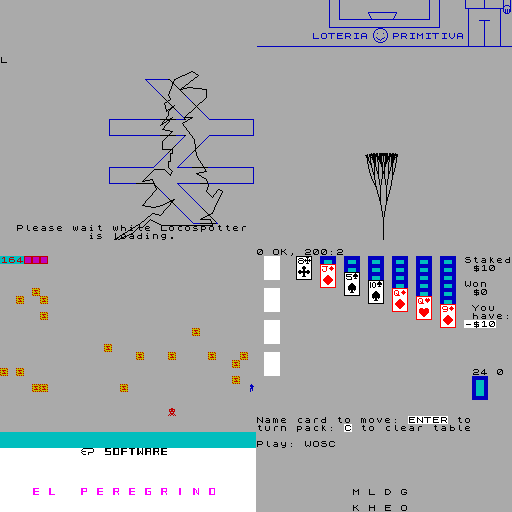 LOTERIA PRIMITIVA
L
Please wait while Locospotter
is loading.
0 OK, 200:2
164
Staked
$10
Won
$0
You
have:
-$10
24 0
Name card to move: ENTER to
turn pack: C to clear table
Play: WOSC
SOFTWARE
EL PEREGRINO
M L D G
K H E O